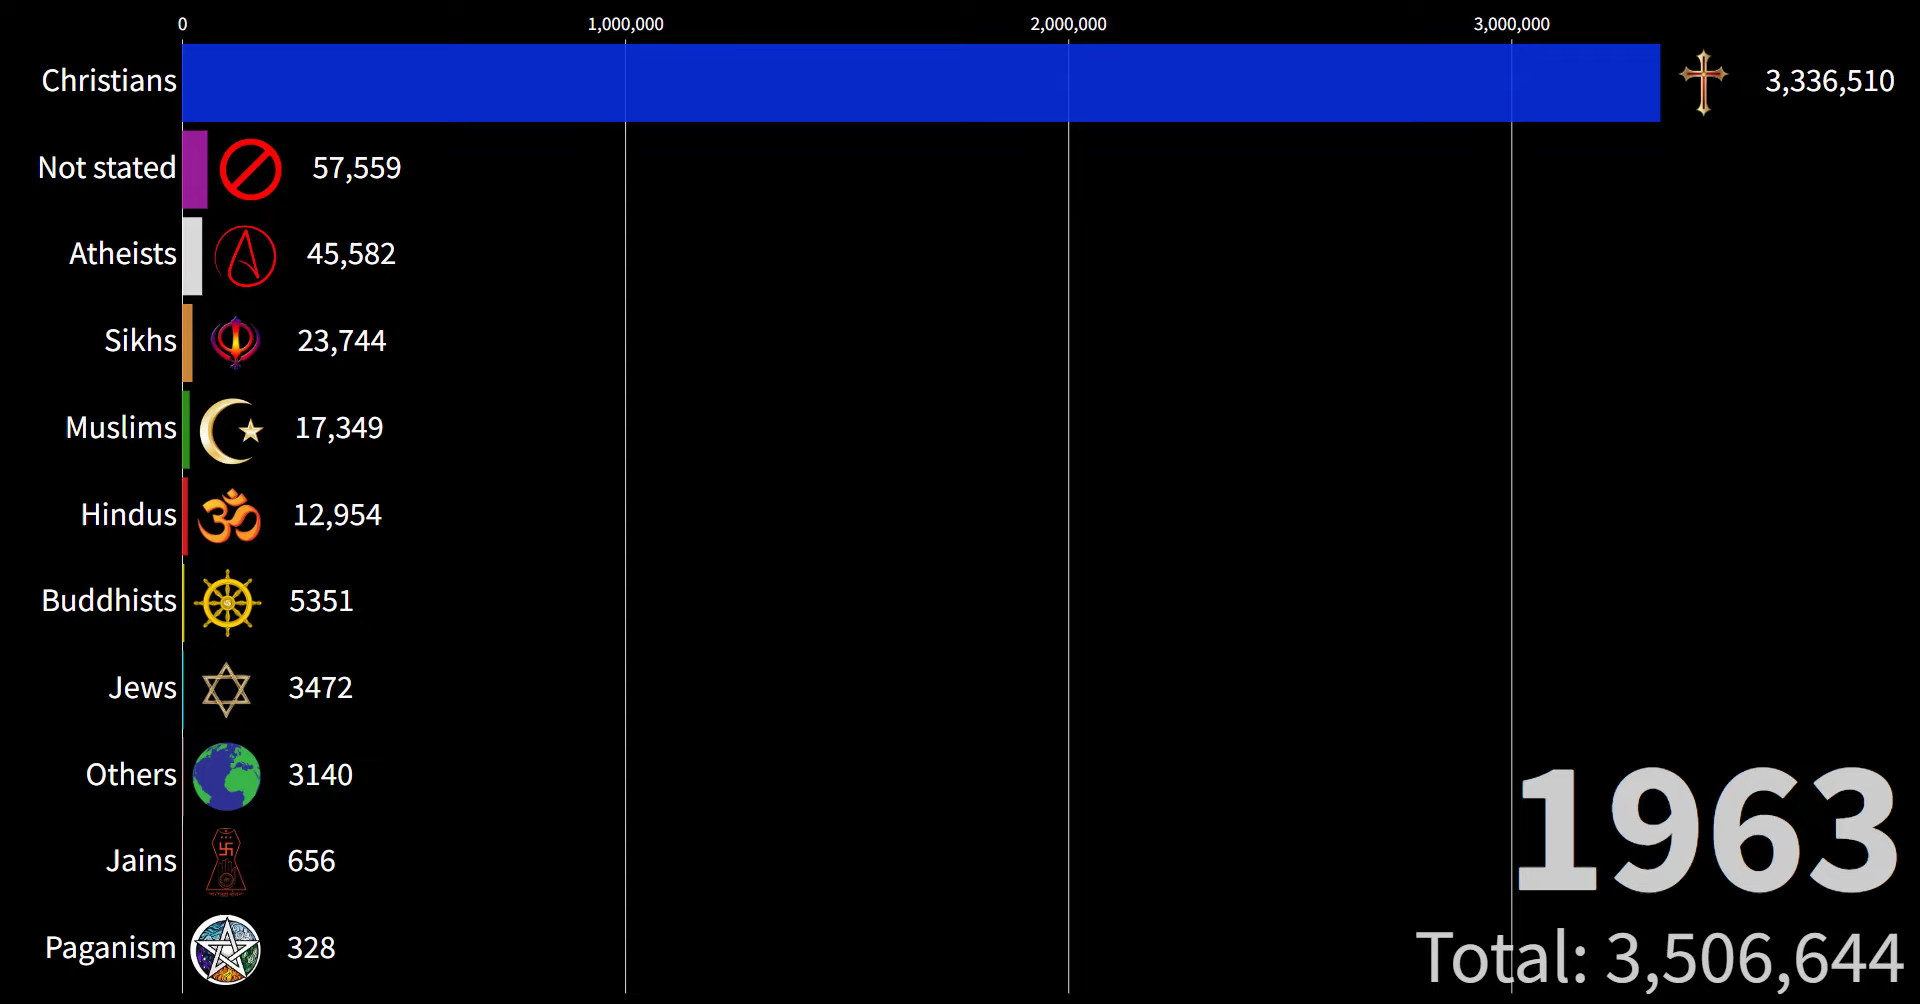 0 1,000,000 2,000,000 3,000,000
Christians 3,336,510
Not stated 57,559
Atheists 45,582
Sikhs 23,744
Muslims 17,349
Hindus 12,954
Buddhists 5351
Jews 3472
Others 3140
Jains 656
Paganism 328
1963
Total: 3,506,644